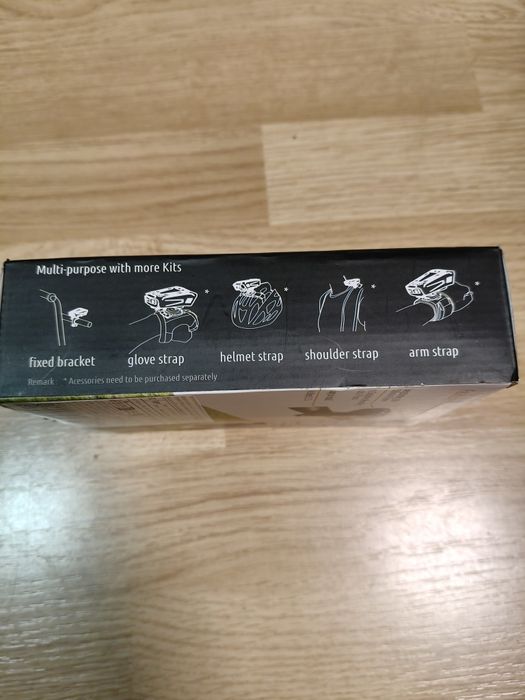 Multi-purpose with more Kits
* * * *
fixed bracket glove strap helmet strap shoulder strap arm strap
Remark : * Acessories need to be purchased separately